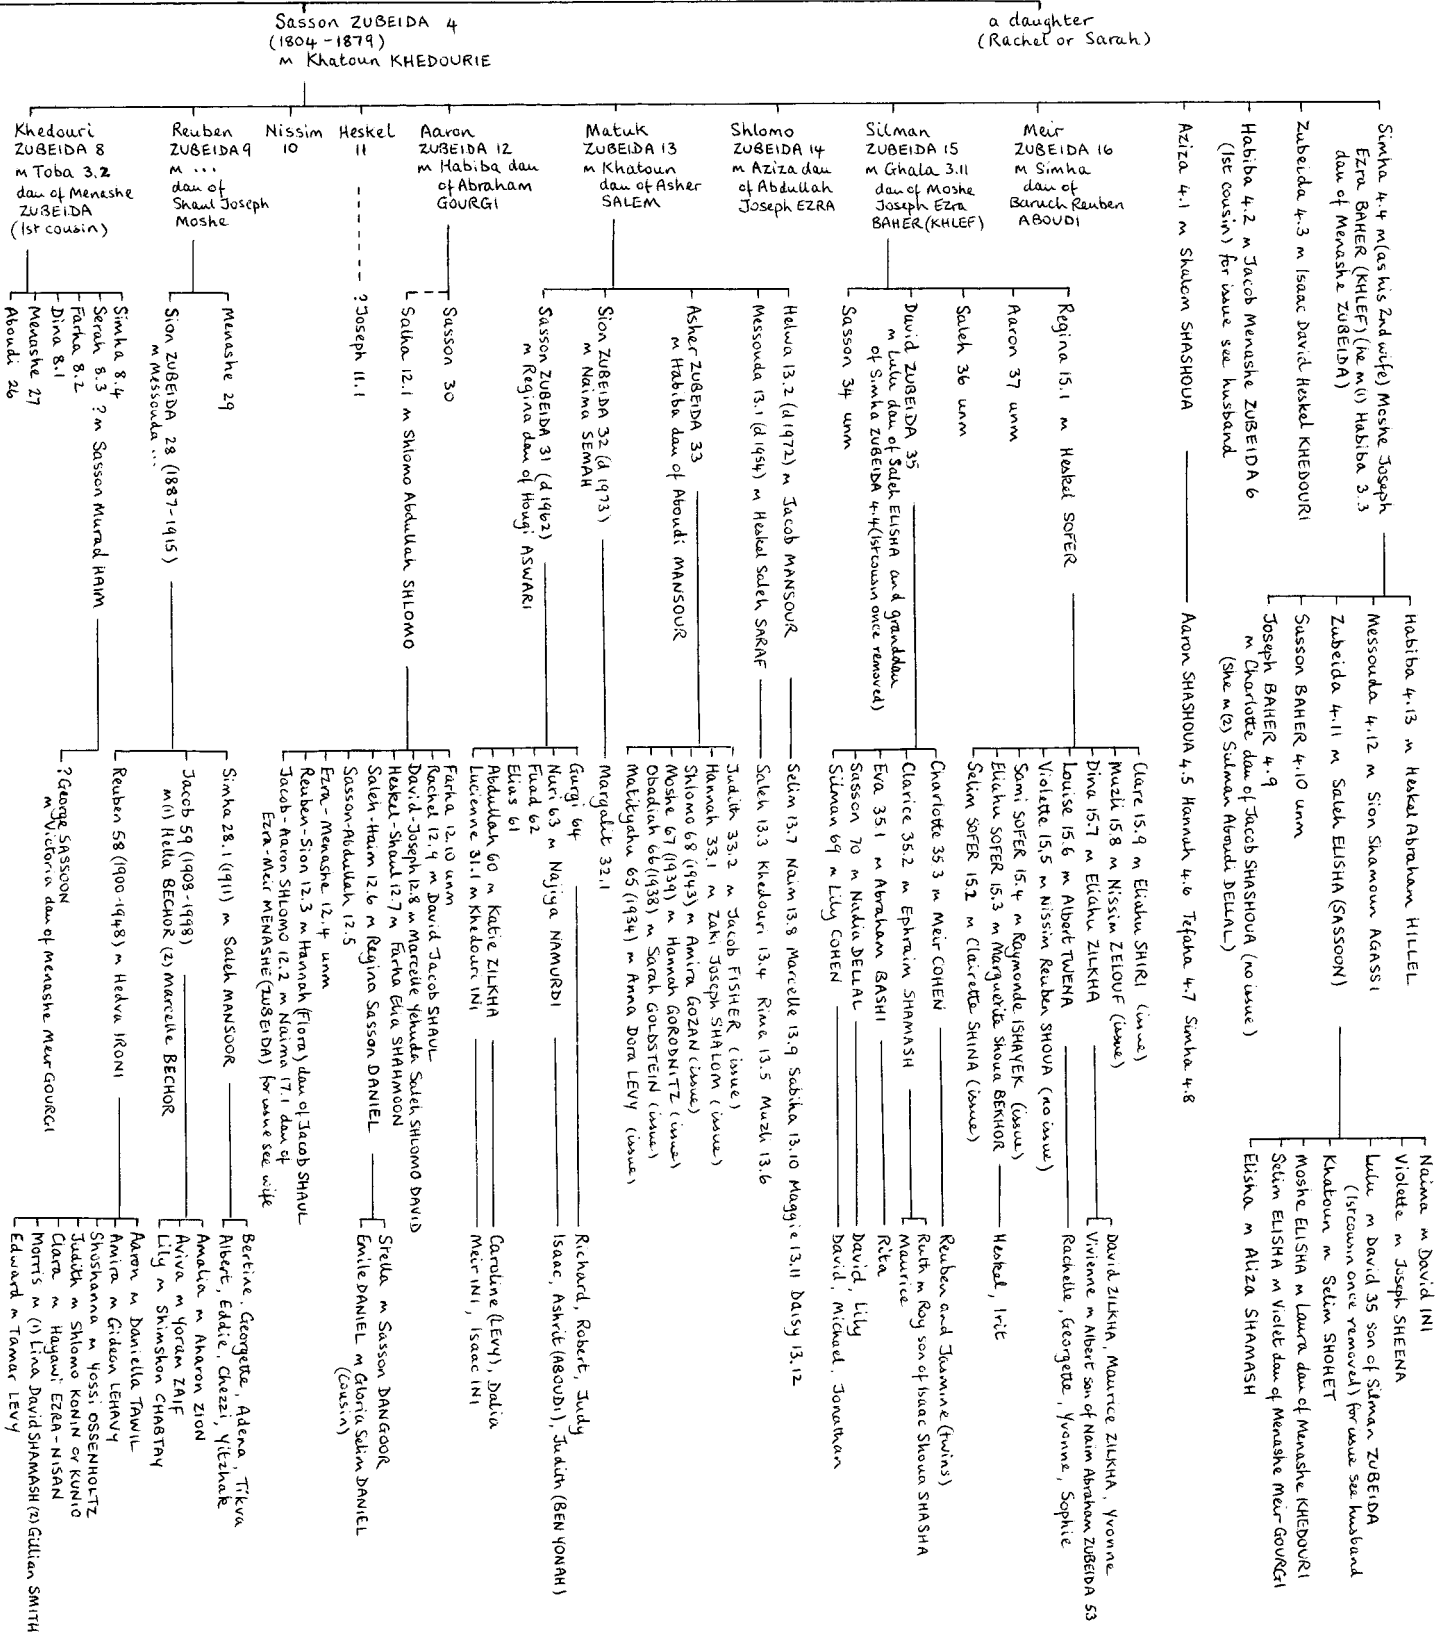 Sasson ZUBEIDA 4
(1804-1879)
m Khatoun KHEDOURIE
a daughter
(Rachel or Sarah)
Khedouri
ZUBEIDA 8
m Toba 3.2
dau of Menashe
ZUBEIDA
(1st cousin)
Reuben
ZUBEIDA 9
m ...
dau of
Shaul Joseph
Moshe
Nissim
10
Heskel
11
Aaron
ZUBEIDA 12
m Habiba dau
of Abraham
GOURGI
Matuk
ZUBEIDA 13
m Khatoun
dau of Asher
SALEM
Shlomo
ZUBEIDA 14
m Aziza dau
of Abdullah
Joseph EZRA
Silman
ZUBEIDA 15
m Ghala 3.11
dau of Moshe
Joseph Ezra
BAHER (KHLEF)
Meir
ZUBEIDA 16
m Simha
dau of
Baruch Reuben
ABOUDI
Aziza 4.1 m Shalom SHASHOUA
Habiba 4.2 m Jacob Menashe ZUBEIDA 6
(1st cousin) for issue see husband
Zubeida 4.3 m Isaac David Heskel KHEDOURI
Simha 4.4 m (as his 2nd wife) Moshe Joseph
Ezra BAHER (KHLEF) (he m(1) Habiba 3.3
dau of Menashe ZUBEIDA)
Aboudi 26
Menashe 27
Dina 8.1
Farha 8.2
Serah 8.3 ? m Sasson Murad HAIM
Simha 8.4
Sion ZUBEIDA 28 (1887-1915)
m Messouda ...
Menashe 29
? Joseph 11.1
Salha 12.1 m Shlomo Abdullah SHLOMO
Sasson 30
Sasson ZUBEIDA 31 (d 1962)
m Regina dau of Hougi ASWARI
Sion ZUBEIDA 32 (d 1973)
m Naima SEMAH
Asher ZUBEIDA 33
m Habiba dau of Aboudi MANSOUR
Messouda 13.1 (d 1954) m Heskel Saleh SARAF
Helwa 13.2 (d 1972) m Jacob MANSOUR
Sasson 34 unm
David ZUBEIDA 35
m Lulu dau of Saleh ELISHA and granddau
of Simha ZUBEIDA 4.4 (1st cousin once removed)
Saleh 36 unm
Aaron 37 unm
Regina 15.1 m Heskel SOFER
Aaron SHASHOUA 4.5 Hannah 4.6 Tefaha 4.7 Simha 4.8
Joseph BAHER 4.9
m Charlotte dau of Jacob SHASHOUA (no issue)
(she m(2) Silman Aboudi DELLAL)
Sasson BAHER 4.10 unm
Zubeida 4.11 m Saleh ELISHA (SASSOON)
Messouda 4.12 m Sion Shamoun AGASSI
Habiba 4.13 m Heskel Abraham HILLEL
? George SASSOON
m Victoria dau of Menashe Meir GOURGI
Reuben 58 (1900-1948) m Hedva IRONI
Jacob 59 (1908-1998)
m(1) Hella BECHOR (2) Marcelle BECHOR
Simha 28.1 (1911) m Saleh MANSOOR
Jacob-Aaron SHLOMO 12.2 m Naima 17.1 dau of
Ezra-Meir MENASHE (ZUBEIDA) for issue see wife
Reuben-Sion 12.3 m Hannah (Flora) dau of Jacob SHAUL
Ezra-Menashe 12.4 unm
Sasson-Abdullah 12.5
Saleh-Haim 12.6 m Regina Sasson DANIEL
Heskel-Shaul 12.7 m Farha Elia SHAHMOON
David-Joseph 12.8 m Marcelle Yehuda Saleh SHLOMO DAVID
Rachel 12.9 m David Jacob SHAUL
Farha 12.10 unm
Lucienne 31.1 m Khedouri INI
Abdullah 60 m Katie ZILKHA
Elias 61
Fuad 62
Nuri 63 m Najiya NAMURDI
Gurgi 64
Margalit 32.1
Matityahu 65 (1934) m Anna Dora LEVY (issue)
Obadiah 66 (1938) m Sarah GOLDSTEIN (issue)
Moshe 67 (1939) m Hannah GORODNITZ (issue)
Shlomo 68 (1943) m Amira GOZAN (issue)
Hannah 33.1 m Zaki Joseph SHALOM (issue)
Judith 33.2 m Jacob FISHER (issue)
Saleh 13.3 Khedouri 13.4 Rima 13.5 Muzli 13.6
Selim 13.7 Naim 13.8 Marcelle 13.9 Sabiha 13.10 Maggie 13.11 Daisy 13.12
Silman 69 m Lily COHEN
Sasson 70 m Nadia DELLAL
Eva 35.1 m Abraham BASHI
Clarice 35.2 m Ephraim SHAMASH
Charlotte 35.3 m Meir COHEN
Selim SOFER 15.2 m Clairette SHINA (issue)
Eliahu SOFER 15.3 m Marguerite Shoua BEKHOR
Sami SOFER 15.4 m Raymonde ISHAYEK (issue)
Violette 15.5 m Nissim Reuben SHOUA (no issue)
Louise 15.6 m Albert TWENA
Dina 15.7 m Eliahu ZILKHA
Muzli 15.8 m Nissim ZELOUF (issue)
Clare 15.9 m Eliahu SHIRI (issue)
Elisha m Aliza SHAMASH
Selim ELISHA m Violet dau of Menashe Meir GOURGI
Moshe ELISHA m Laura dau of Menashe KHEDOURI
Khatoun m Selim SHOHET
Lulu m David 35 son of Silman ZUBEIDA
(1st cousin once removed) for issue see husband
Violette m Joseph SHEENA
Naima m David INI
Edward m Tamar LEVY
Morris m (1) Lina David SHAMASH (2) Gillian SMITH
Clara m Hayawi EZRA-NISAN
Judith m Shlomo KONIN or KUNIO
Shushanna m Yossi OSSENHOLTZ
Amira m Gideon LEHAVY
Aaron m Daniella TAWIL
Lily m Shimshon CHABTAY
Aviva m Yoram ZAIF
Amalia m Aharon ZION
Albert, Eddie, Chezzi, Yitzhak
Bertine, Georgette, Adena, Tikva
Emile DANIEL m Gloria Selim DANIEL
(cousin)
Stella m Sasson DANGOOR
Meir INI, Isaac INI
Caroline (LEVY), Dalia
Isaac, Ashrit (ABOUDI), Judith (BEN YONAH)
Richard, Robert, Judy
David, Michael, Jonathan
David, Lily
Rita
Maurice
Ruth m Roy son of Isaac Shoua SHASHA
Reuben and Jasmine (twins)
Heskel, Irit
Rachelle, Georgette, Yvonne, Sophie
Vivienne m Albert son of Naim Abraham ZUBEIDA 53
David ZILKHA, Maurice ZILKHA, Yvonne